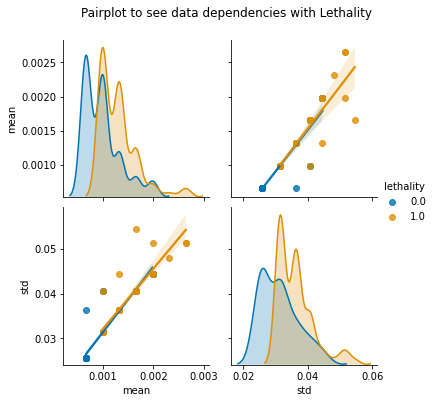 Pairplot to see data dependencies with Lethality
0.0025
0.0020
0.0015
0.0010
mean
lethality
0.0
1.0
0.05
0.04
0.03
std
0.001 0.002 0.003
mean
0.02 0.04 0.06
std